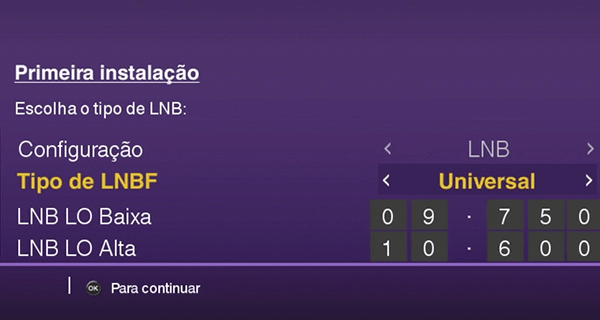 Primeira instalação
Escolha o tipo de LNB:
Configuração < LNB >
Tipo de LNBF < Universal >
LNB LO Baixa 0 9 . 7 5 0
LNB LO Alta 1 0 . 6 0 0
OK Para continuar